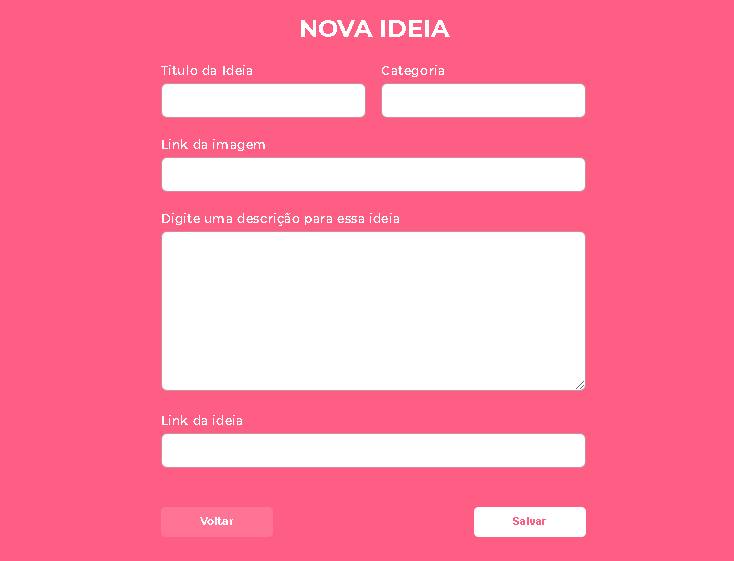 NOVA IDEIA
Titulo da Ideia
Categoria
Link da imagem
Digite uma descrição para essa ideia
Link da ideia
Voltar
Salvar